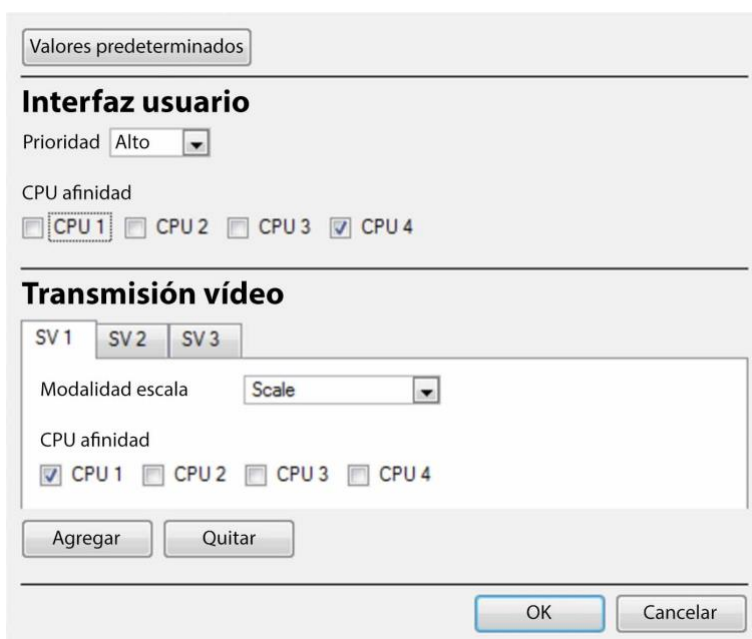 Valores predeterminados
Interfaz usuario
Prioridad Alto
CPU afinidad
CPU 1 CPU 2 CPU 3 CPU 4
Transmisión vídeo
SV 1 SV 2 SV 3
Modalidad escala Scale
CPU afinidad
CPU 1 CPU 2 CPU 3 CPU 4
Agregar Quitar
OK Cancelar